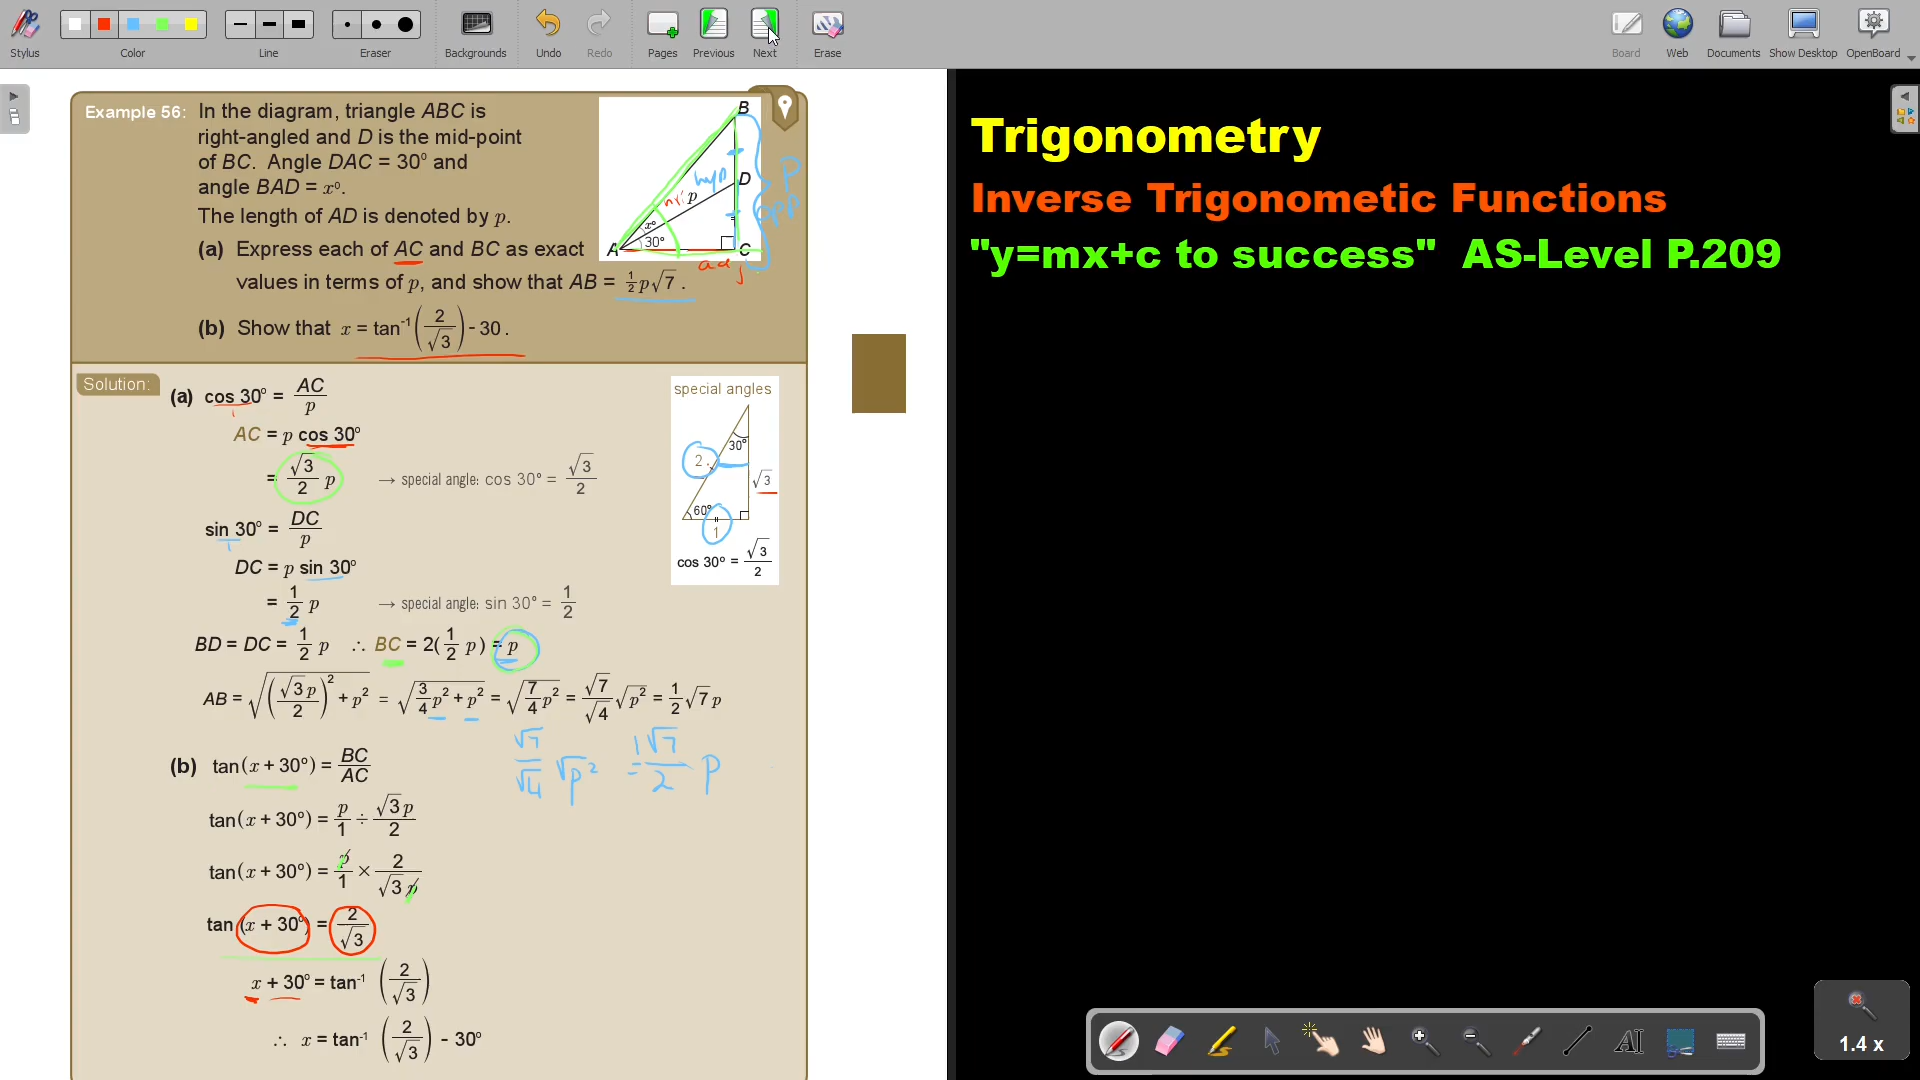 Stylus
Color
Line
Eraser
Backgrounds
Undo
Redo
Pages
Previous
Next
Erase
Board
Web
Documents
Show Desktop
OpenBoard
Example 56: In the diagram, triangle ABC is
right-angled and D is the mid-point
of BC. Angle DAC = 30° and
angle BAD = x°.
The length of AD is denoted by p.
(a) Express each of AC and BC as exact
values in terms of p, and show that AB = ½p√7.
(b) Show that x = tan⁻¹(2/√3) - 30.
B
D
hyp
p
x°
30°
A
C
adj
P
opp
Solution:
(a) cos 30° = AC/p
AC = p cos 30°
= √3/2 p → special angle: cos 30° = √3/2
sin 30° = DC/p
DC = p sin 30°
= 1/2 p → special angle: sin 30° = 1/2
BD = DC = 1/2 p ∴ BC = 2(1/2 p) = p
AB = √((√3p/2)² + p²) = √(3/4p² + p²) = √(7/4p²) = √7/√4 √p² = 1/2√7p
√7/√4 √p² = 1√7/2 p
(b) tan(x + 30°) = BC/AC
tan(x + 30°) = p/1 ÷ √3p/2
tan(x + 30°) = p/1 × 2/√3p
tan (x + 30°) = 2/√3
x + 30° = tan⁻¹ (2/√3)
∴ x = tan⁻¹ (2/√3) - 30°
special angles
30°
2
√3
60°
1
cos 30° = √3/2
Trigonometry
Inverse Trigonometic Functions
"y=mx+c to success" AS-Level P.209
AI
1.4 x